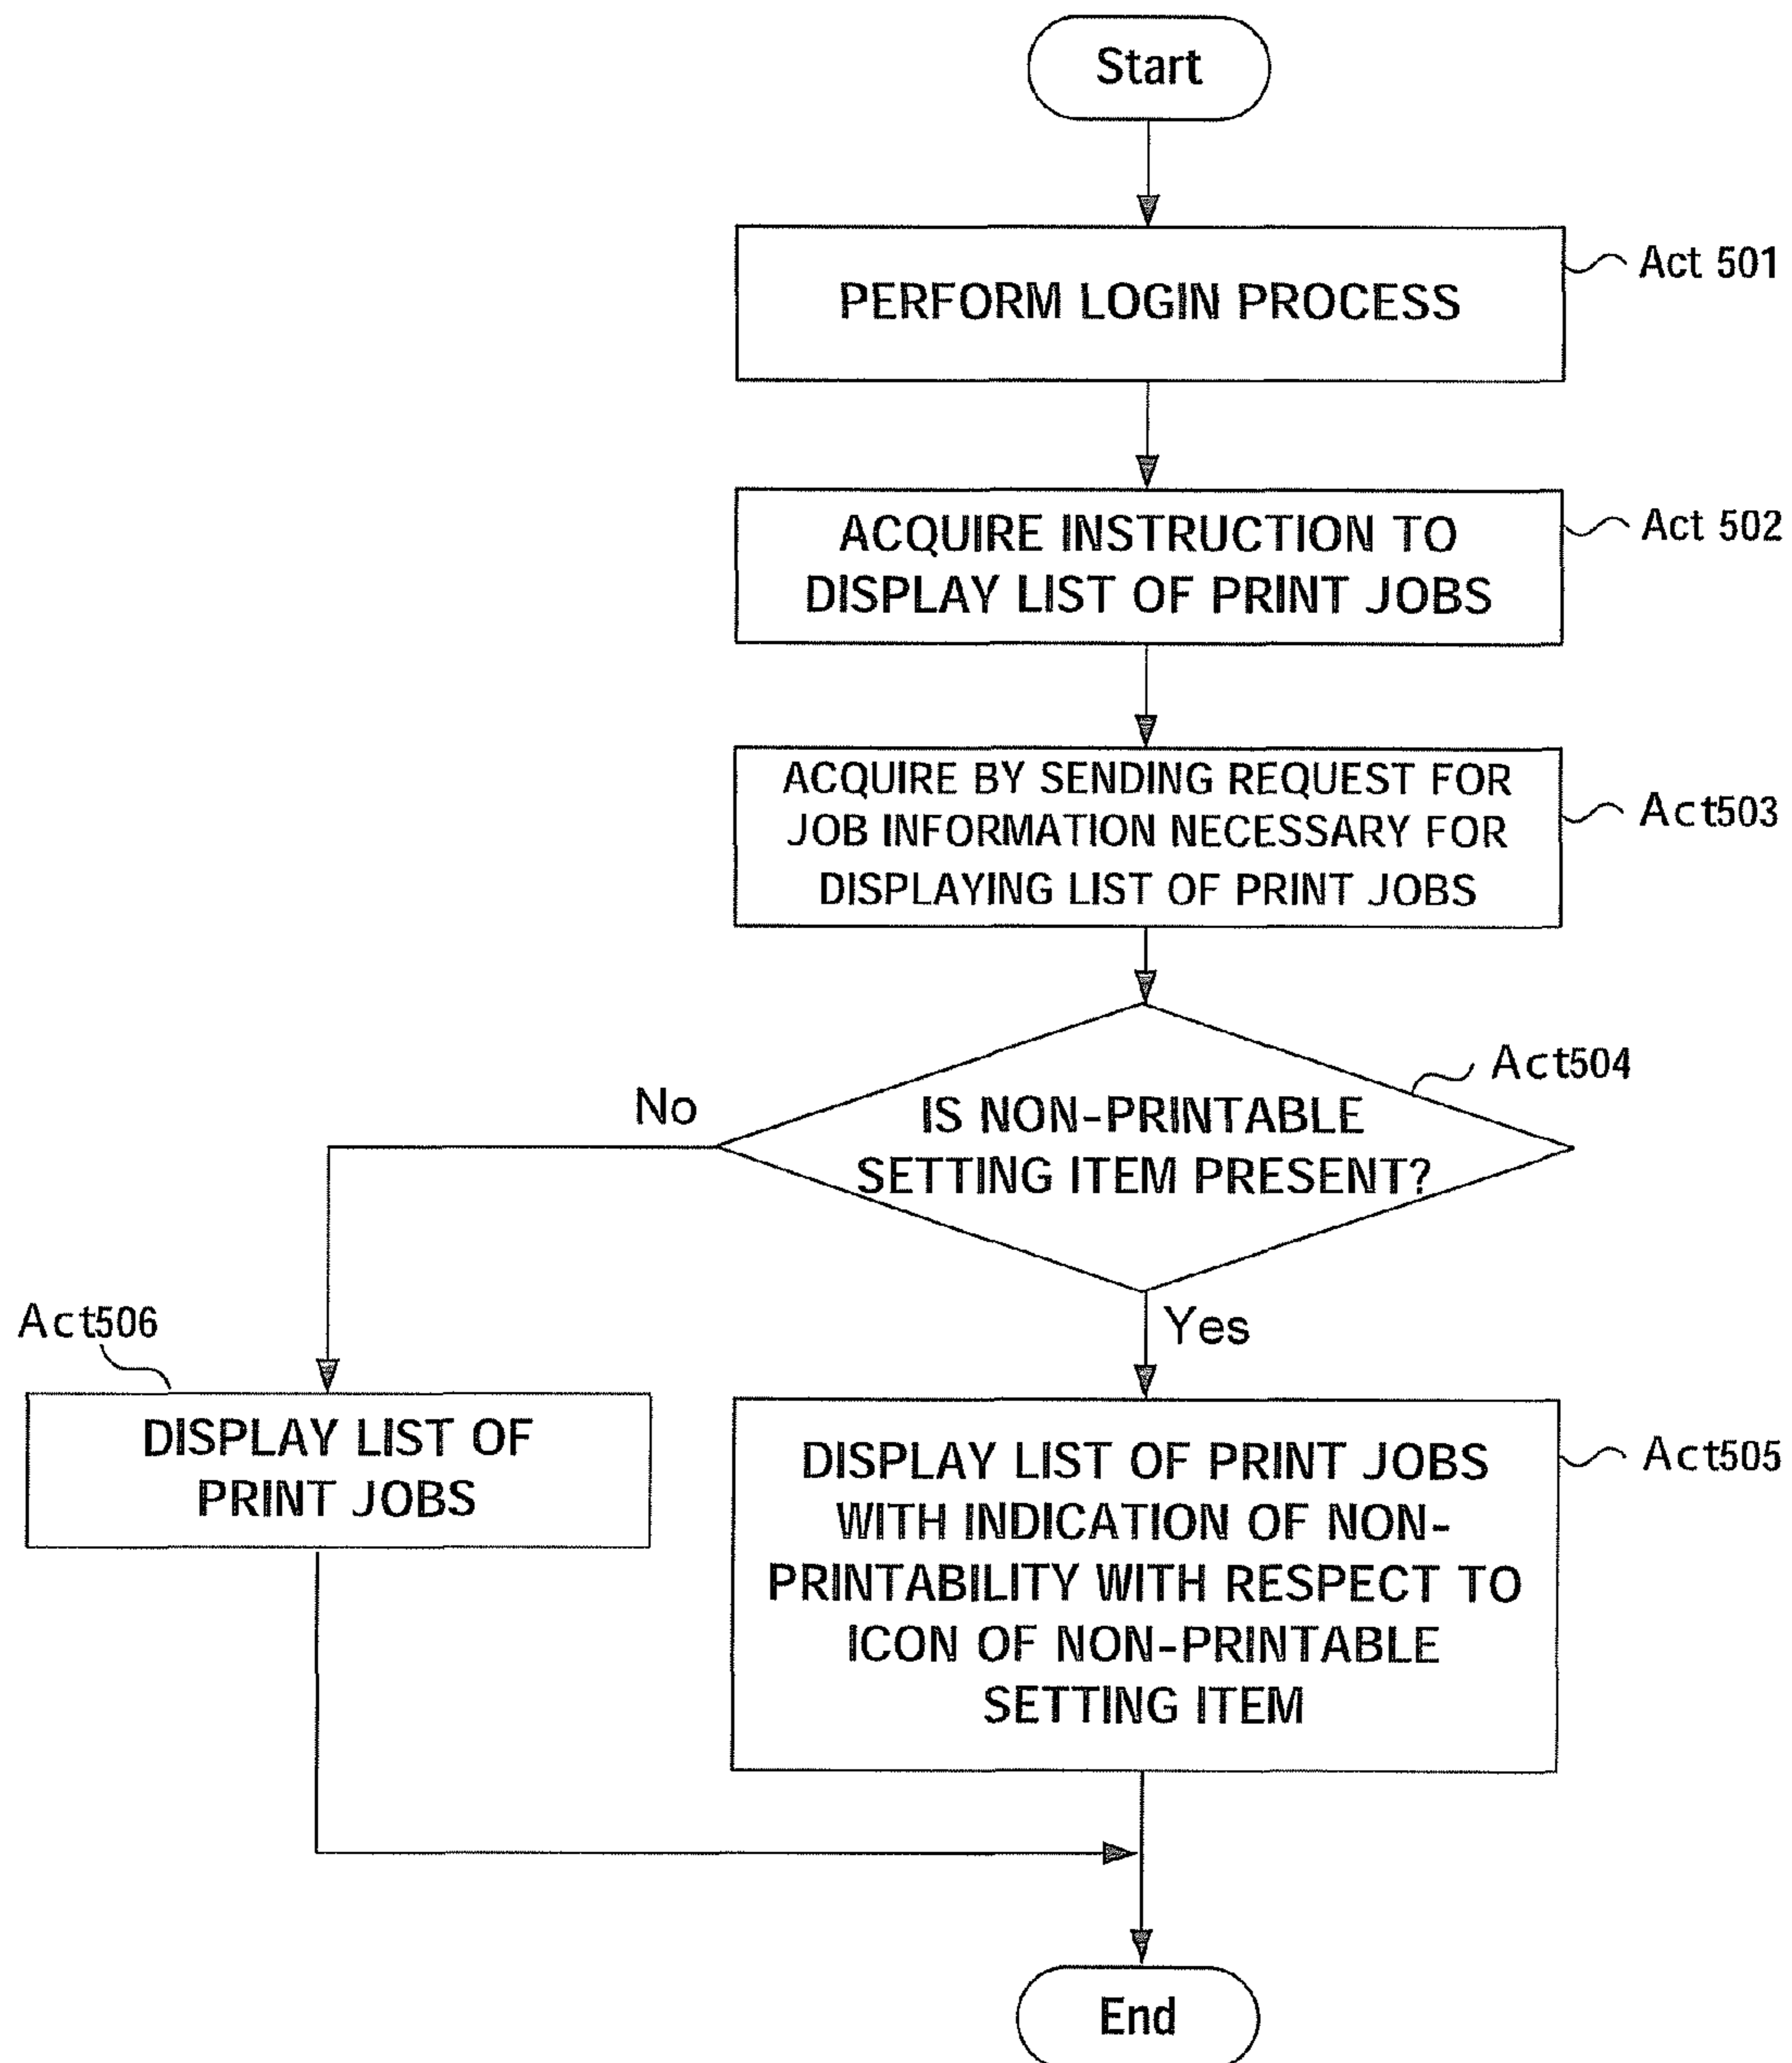 Start
PERFORM LOGIN PROCESS
Act 501
ACQUIRE INSTRUCTION TO
DISPLAY LIST OF PRINT JOBS
Act 502
ACQUIRE BY SENDING REQUEST FOR
JOB INFORMATION NECESSARY FOR
DISPLAYING LIST OF PRINT JOBS
Act503
IS NON-PRINTABLE
SETTING ITEM PRESENT?
Act504
No
Yes
Act506
DISPLAY LIST OF
PRINT JOBS
DISPLAY LIST OF PRINT JOBS
WITH INDICATION OF NON-
PRINTABILITY WITH RESPECT TO
ICON OF NON-PRINTABLE
SETTING ITEM
Act505
End